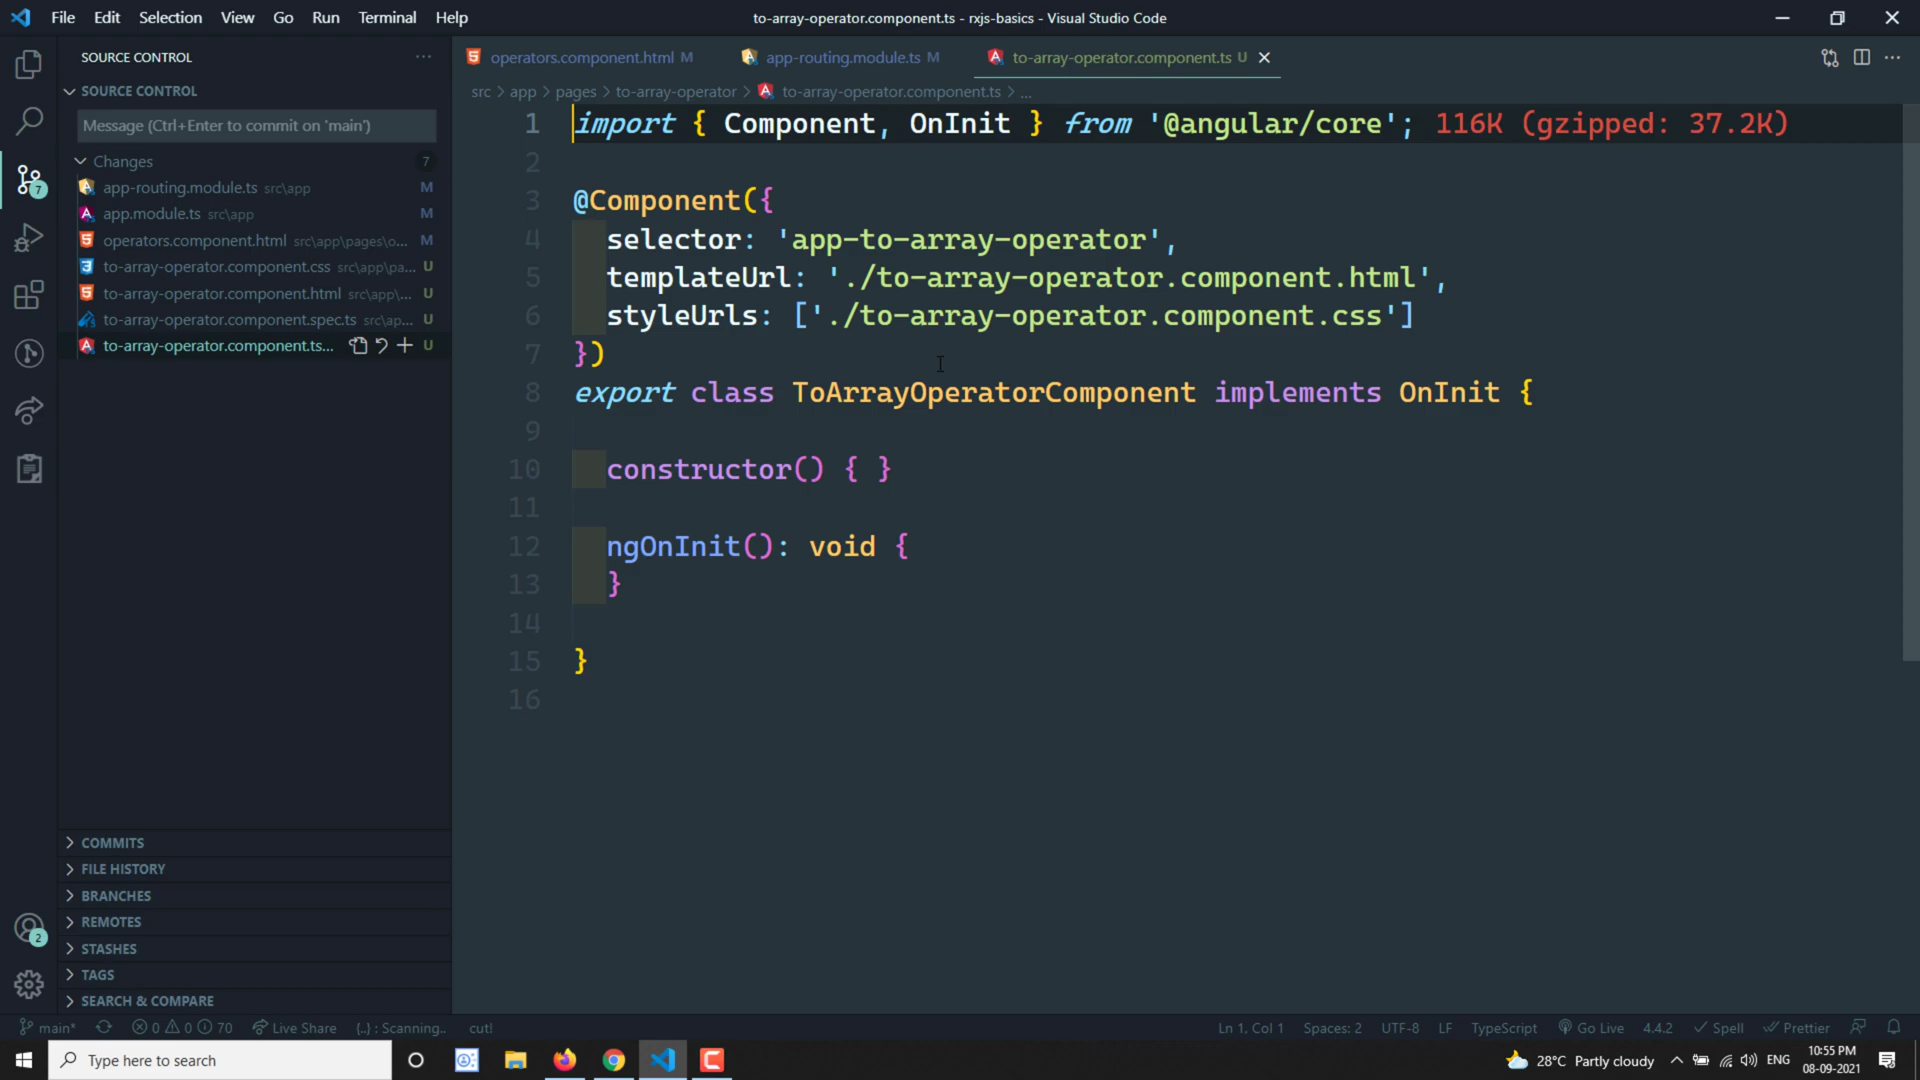 File Edit Selection View Go Run Terminal Help
to-array-operator.component.ts - rxjs-basics - Visual Studio Code
SOURCE CONTROL
operators.component.html M
app-routing.module.ts M
to-array-operator.component.ts U
SOURCE CONTROL
src > app > pages > to-array-operator > to-array-operator.component.ts > ...
Message (Ctrl+Enter to commit on 'main')
Changes 7
app-routing.module.ts src\app M
app.module.ts src\app M
operators.component.html src\app\pages\o... M
to-array-operator.component.css src\app\pa... U
to-array-operator.component.html src\app\... U
to-array-operator.component.spec.ts src\ap... U
to-array-operator.component.ts... U
7
1 import { Component, OnInit } from '@angular/core'; 116K (gzipped: 37.2K)
2
3 @Component({
4 selector: 'app-to-array-operator',
5 templateUrl: './to-array-operator.component.html',
6 styleUrls: ['./to-array-operator.component.css']
7 })
8 export class ToArrayOperatorComponent implements OnInit {
9
10 constructor() { }
11
12 ngOnInit(): void {
13 }
14
15 }
16
COMMITS
FILE HISTORY
BRANCHES
REMOTES
STASHES
TAGS
SEARCH & COMPARE
2
main* 0 0 70 Live Share {..} : Scanning.. cut!
Ln 1, Col 1 Spaces: 2 UTF-8 LF TypeScript Go Live 4.4.2 Spell Prettier
Type here to search
28°C Partly cloudy ENG
10:55 PM
08-09-2021